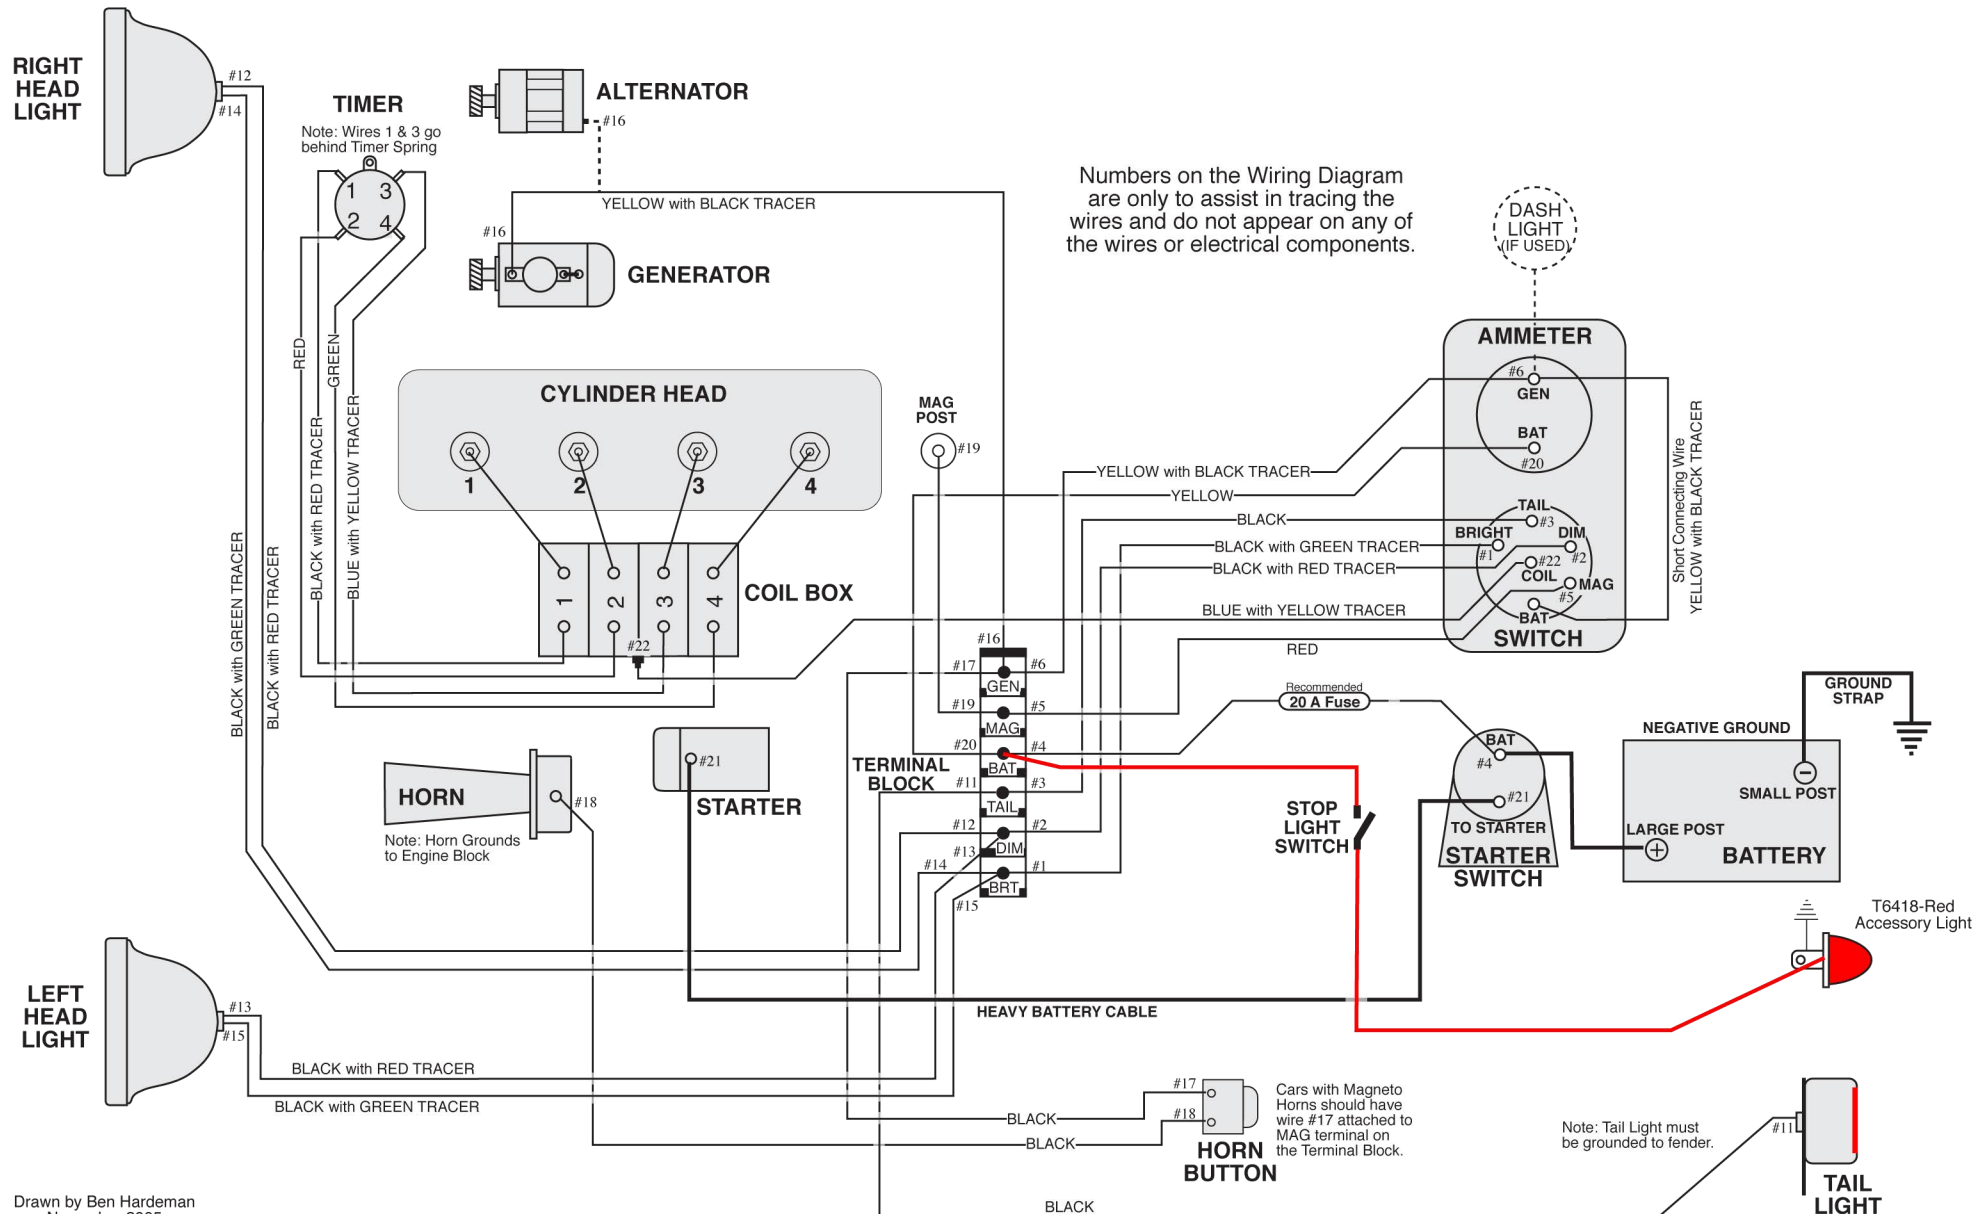 RIGHT
HEAD
LIGHT
#12
#14
TIMER
Note: Wires 1 & 3 go
behind Timer Spring
1
3
2
4
ALTERNATOR
#16
YELLOW with BLACK TRACER
#16
GENERATOR
Numbers on the Wiring Diagram
are only to assist in tracing the
wires and do not appear on any of
the wires or electrical components.
DASH
LIGHT
(IF USED)
AMMETER
#6
GEN
BAT
#20
TAIL
#3
BRIGHT
#1
DIM
#2
#22
COIL
MAG
#5
BAT
SWITCH
Short Connecting Wire
YELLOW with BLACK TRACER
RED
GREEN
BLACK with RED TRACER
BLUE with YELLOW TRACER
BLACK with GREEN TRACER
BLACK with RED TRACER
CYLINDER HEAD
1
2
3
4
MAG
POST
#19
YELLOW with BLACK TRACER
YELLOW
BLACK
BLACK with GREEN TRACER
BLACK with RED TRACER
BLUE with YELLOW TRACER
RED
1
2
3
4
COIL BOX
#22
#16
#17
#6
GEN
#19
#5
MAG
#20
#4
BAT
TERMINAL
BLOCK
#11
#3
TAIL
#12
#2
#13
DIM
#14
#1
BRT
#15
Recommended
20 A Fuse
GROUND
STRAP
NEGATIVE GROUND
SMALL POST
LARGE POST
BATTERY
BAT
#4
#21
TO STARTER
STARTER
SWITCH
STOP
LIGHT
SWITCH
#21
STARTER
HORN
#18
Note: Horn Grounds
to Engine Block
T6418-Red
Accessory Light
HEAVY BATTERY CABLE
LEFT
HEAD
LIGHT
#13
#15
BLACK with RED TRACER
BLACK with GREEN TRACER
BLACK
BLACK
#17
#18
HORN
BUTTON
Cars with Magneto
Horns should have
wire #17 attached to
MAG terminal on
the Terminal Block.
Note: Tail Light must
be grounded to fender.
#11
TAIL
LIGHT
BLACK
Drawn by Ben Hardeman